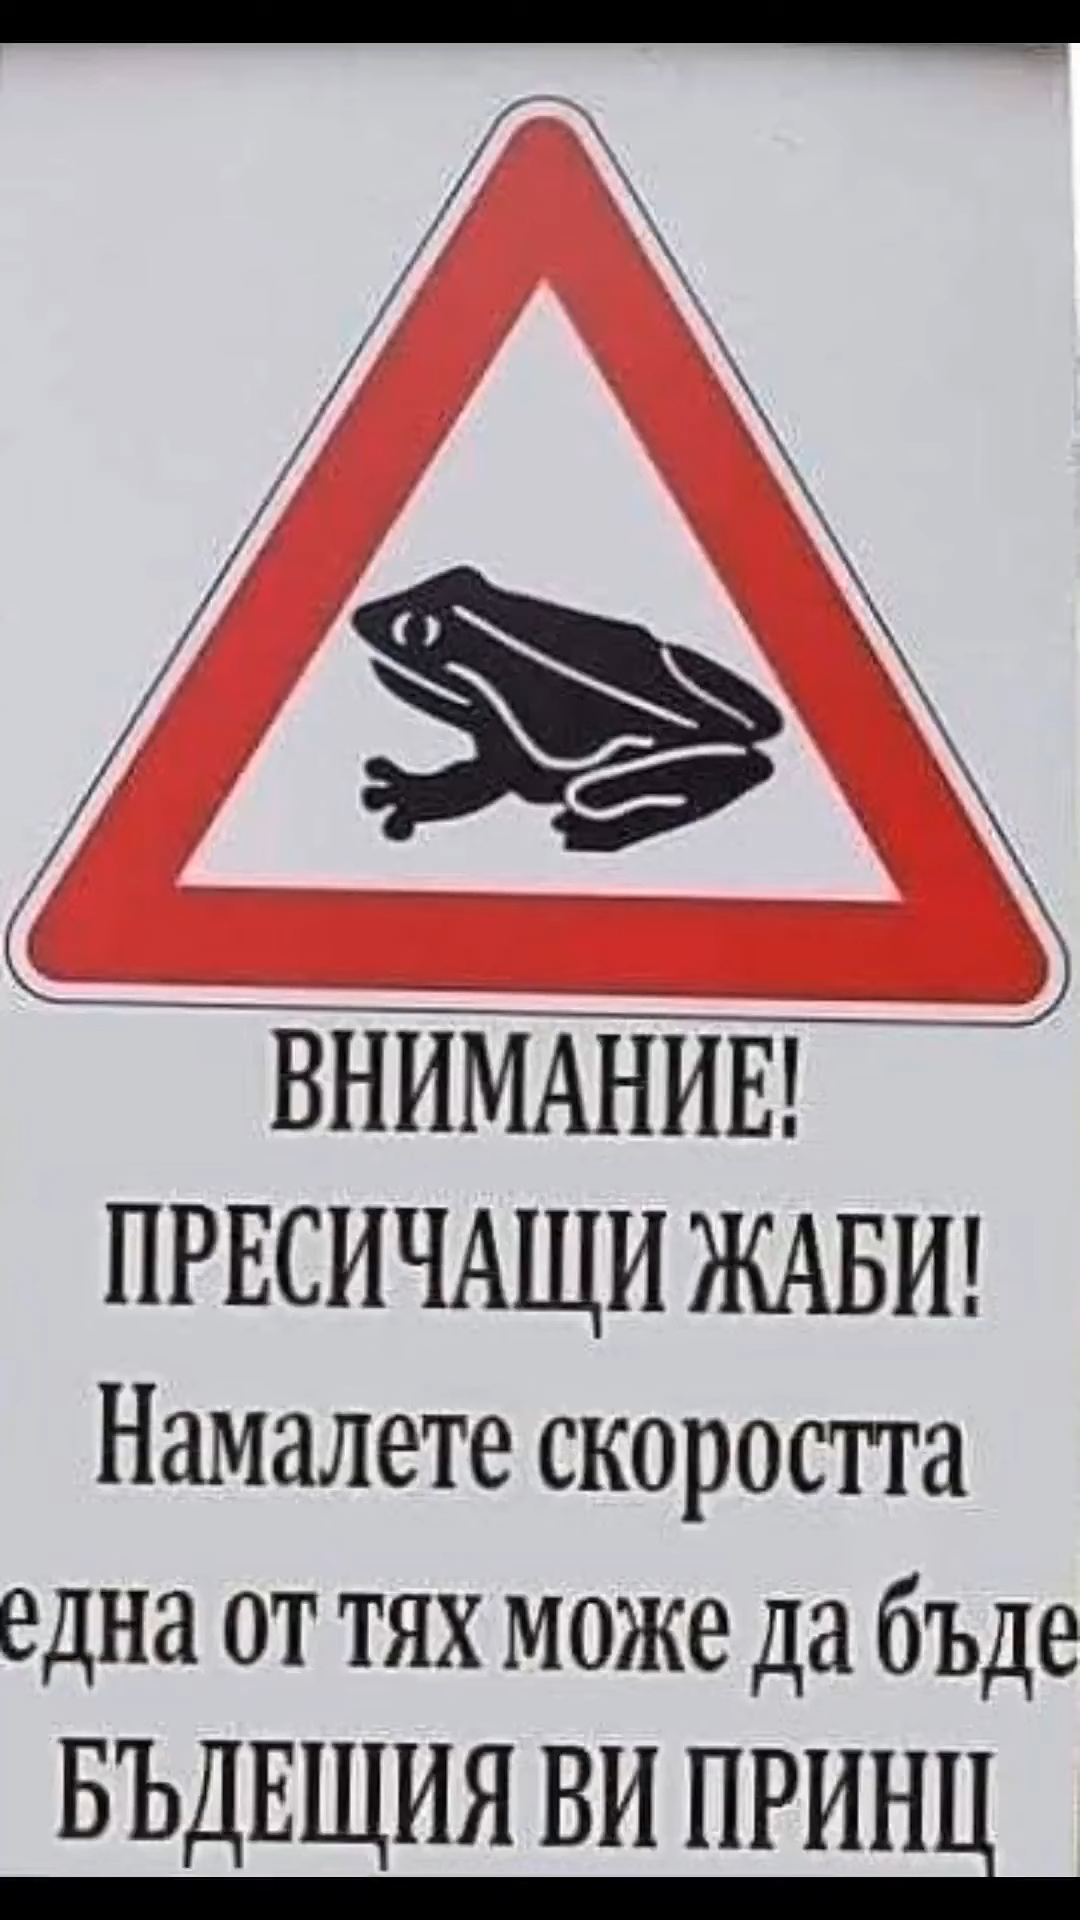 ВНИМАНИЕ!
ПРЕСИЧАЩИ ЖАБИ!
Намалете скоростта
една от тях може да бъде
БЪДЕЩИЯ ВИ ПРИНЦ